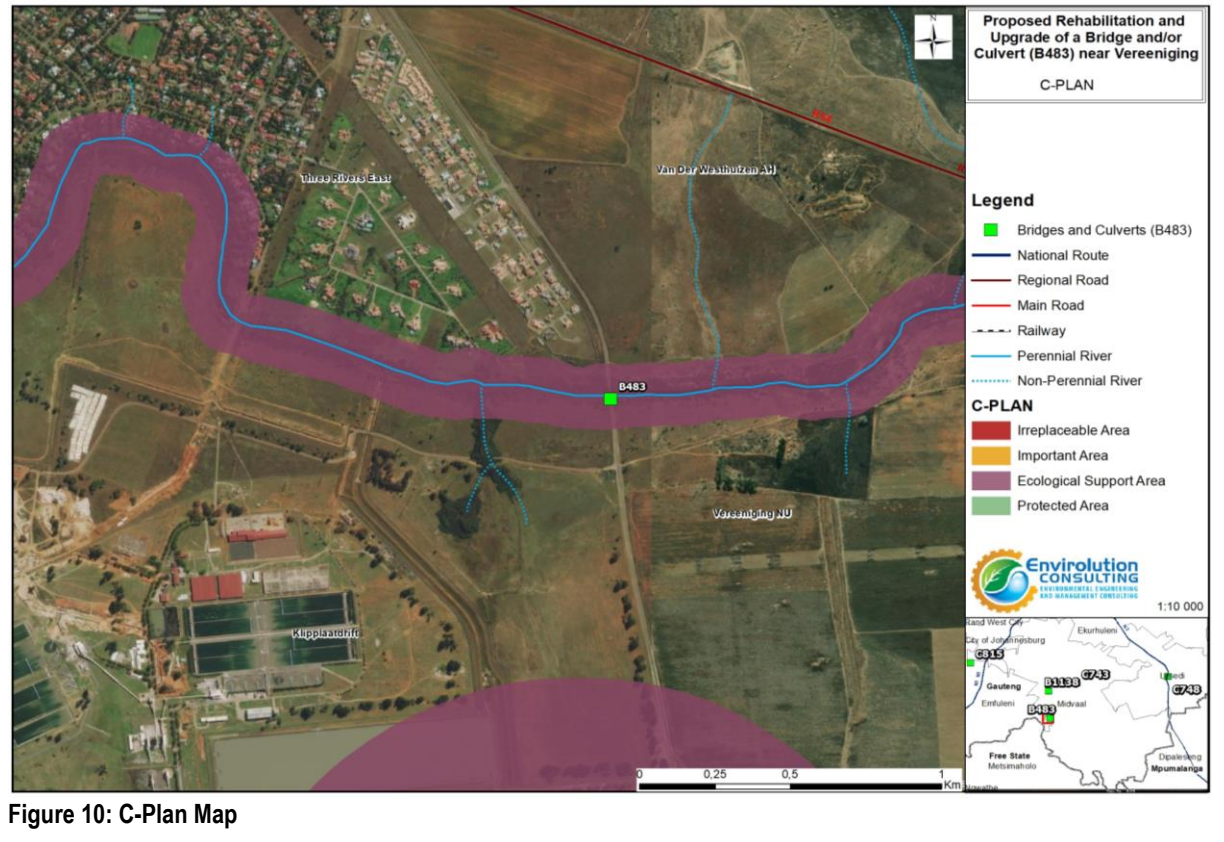 Proposed Rehabilitation and
Upgrade of a Bridge and/or
Culvert (B483) near Vereeniging
C-PLAN
N
Three Rivers East
Van Der Westhuizen AH
B483
Vereeniging NU
Klipplaatdrift
Legend
Bridges and Culverts (B483)
National Route
Regional Road
Main Road
Railway
Perennial River
Non-Perennial River
C-PLAN
Irreplaceable Area
Important Area
Ecological Support Area
Protected Area
Envirolution
CONSULTING
ENVIRONMENTAL ENGINEERING
AND MANAGEMENT CONSULTING
1:10 000
Rand West City
City of Johannesburg
Ekurhuleni
C815
B1138
C743
C748
Gauteng
Emfuleni
Midvaal
B483
Free State
Metsimaholo
Dipaleseng
Mpumalanga
0
0,25
0,5
1
Km
Figure 10: C-Plan Map